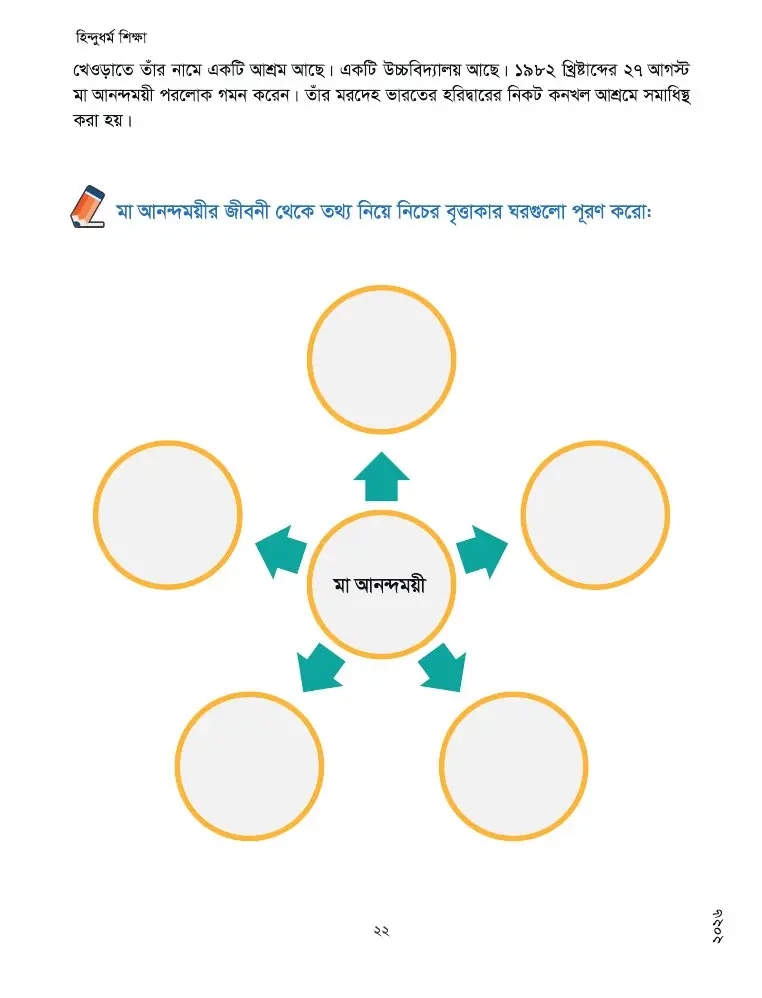 হিন্দুধর্ম শিক্ষা
খেওড়াতে তাঁর নামে একটি আশ্রম আছে। একটি উচ্চবিদ্যালয় আছে। ১৯৮২ খ্রিষ্টাব্দের ২৭ আগস্ট
মা আনন্দময়ী পরলোক গমন করেন। তাঁর মরদেহ ভারতের হরিদ্বারের নিকট কনখল আশ্রমে সমাধিস্থ
করা হয়।
মা আনন্দময়ীর জীবনী থেকে তথ্য নিয়ে নিচের বৃত্তাকার ঘরগুলো পূরণ করো:
মা আনন্দময়ী
২২
২০২৬